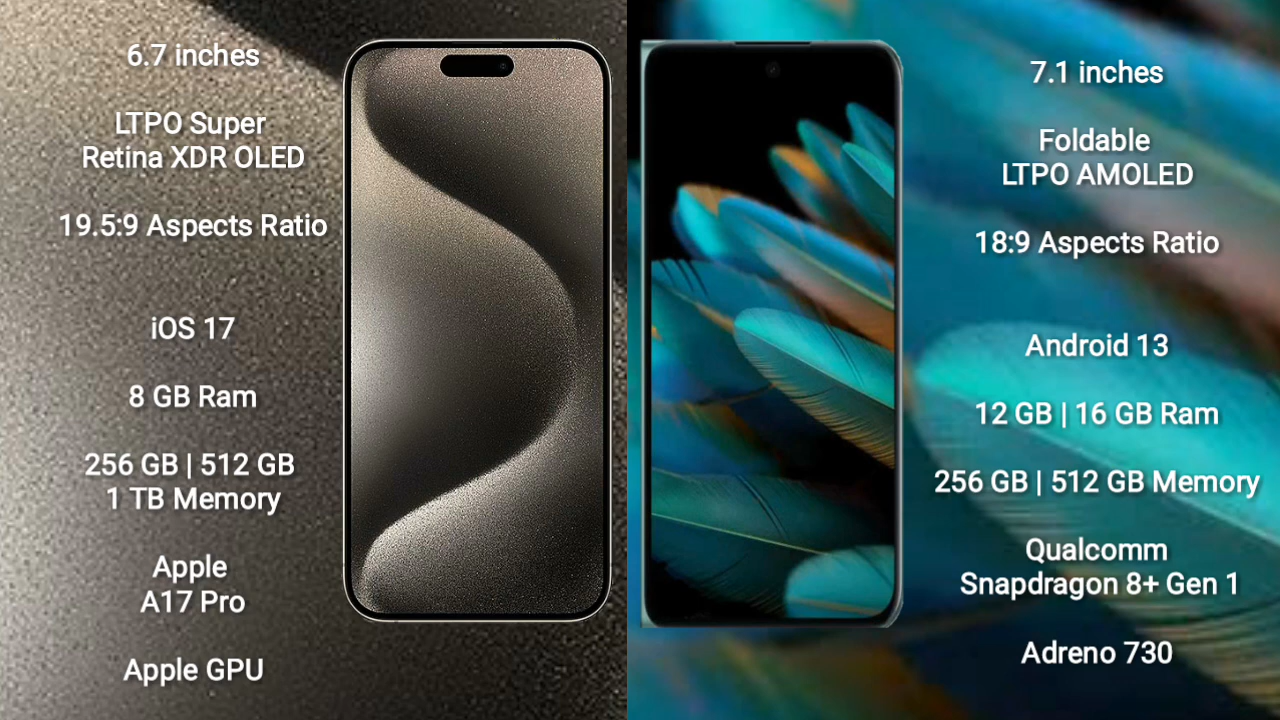 6.7 inches
LTPO Super
Retina XDR OLED
19.5:9 Aspects Ratio
iOS 17
8 GB Ram
256 GB | 512 GB
1 TB Memory
Apple
A17 Pro
Apple GPU
7.1 inches
Foldable
LTPO AMOLED
18:9 Aspects Ratio
Android 13
12 GB | 16 GB Ram
256 GB | 512 GB Memory
Qualcomm
Snapdragon 8+ Gen 1
Adreno 730